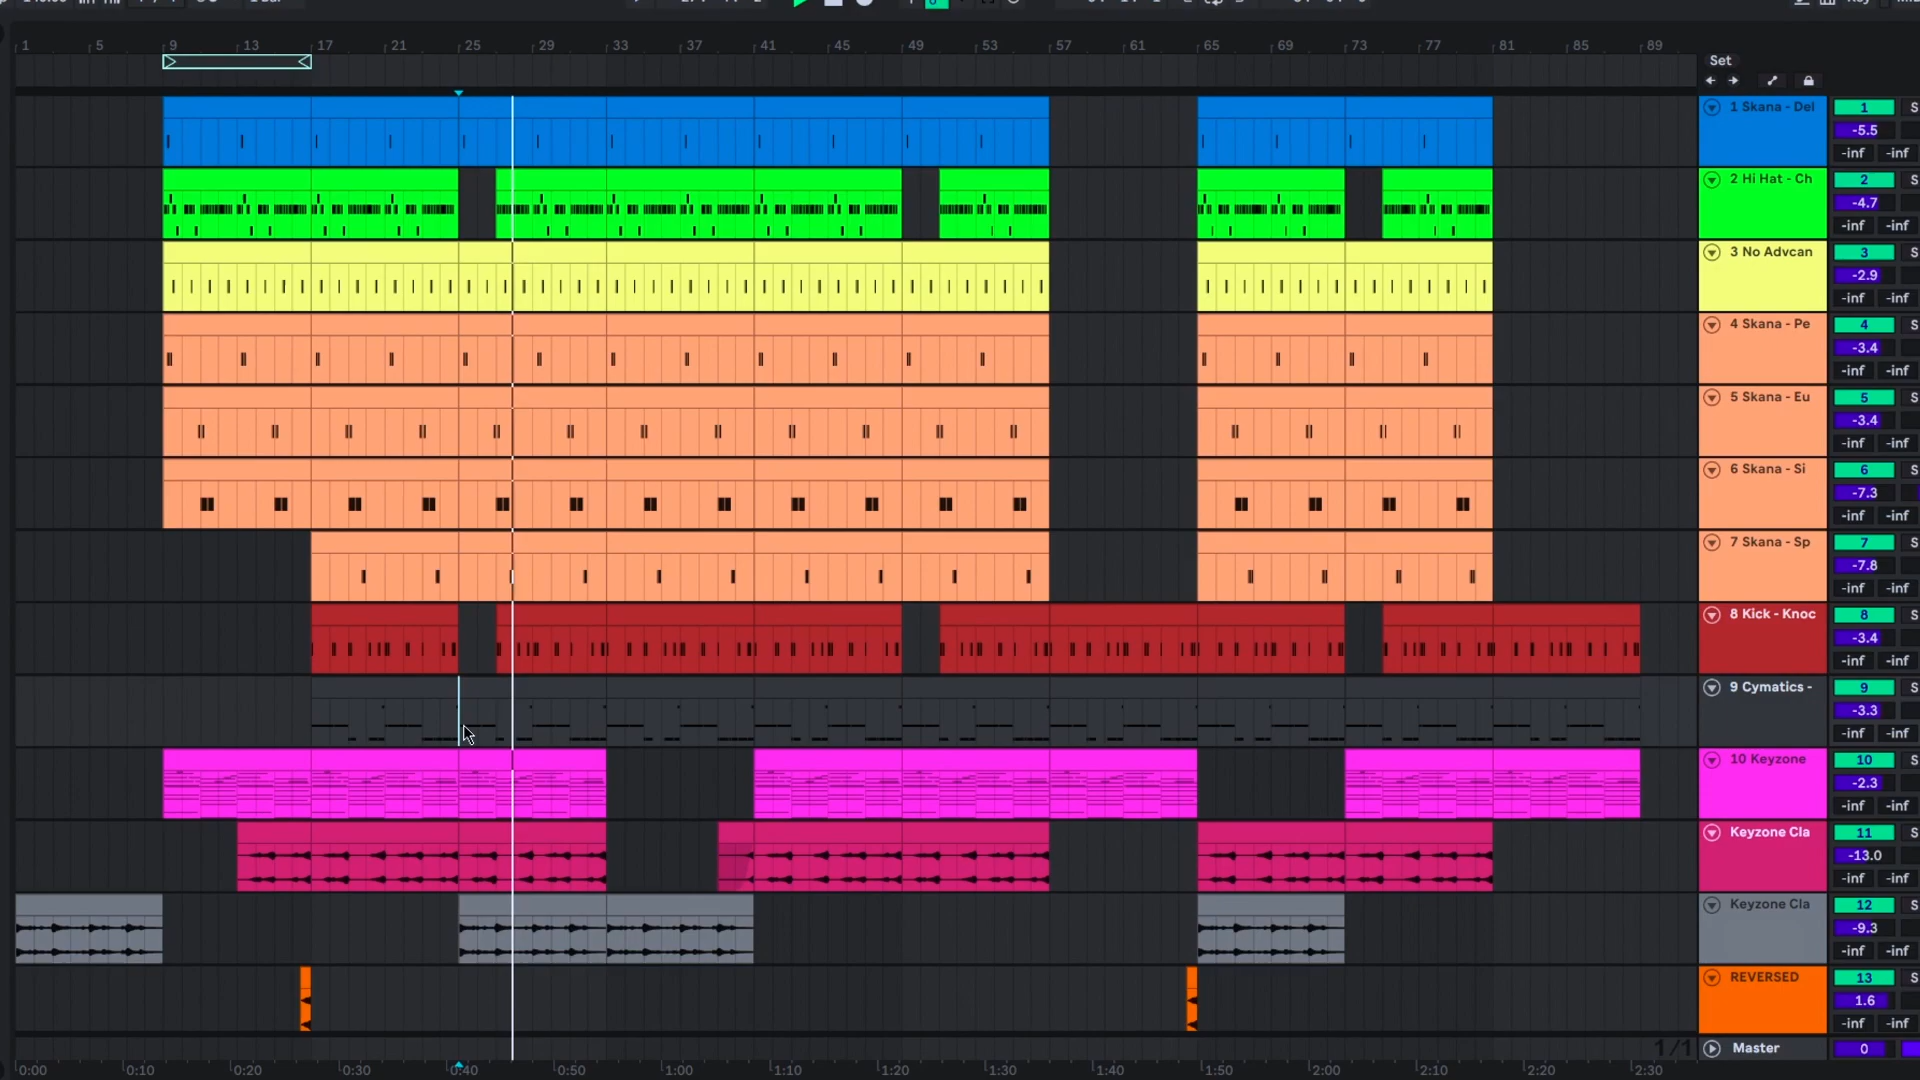 1 5 9 13 17 21 25 29 33 37 41 45 49 53 57 61 65 69 73 77 81 85 89
Set
1 Skana - Del 1 S
-5.5
-inf -inf
2 Hi Hat - Ch 2 S
-4.7
-inf -inf
3 No Advcan 3 S
-2.9
-inf -inf
4 Skana - Pe 4 S
-3.4
-inf -inf
5 Skana - Eu 5 S
-3.4
-inf -inf
6 Skana - Si 6 S
-7.3
-inf -inf
7 Skana - Sp 7 S
-7.8
-inf -inf
8 Kick - Knoc 8 S
-3.4
-inf -inf
9 Cymatics - 9 S
-3.3
-inf -inf
10 Keyzone 10 S
-2.3
-inf -inf
Keyzone Cla 11 S
-13.0
-inf -inf
Keyzone Cla 12 S
-9.3
-inf -inf
REVERSED 13 S
1.6
-inf -inf
1/1 Master 0
0:00 0:10 0:20 0:30 0:40 0:50 1:00 1:10 1:20 1:30 1:40 1:50 2:00 2:10 2:20 2:30